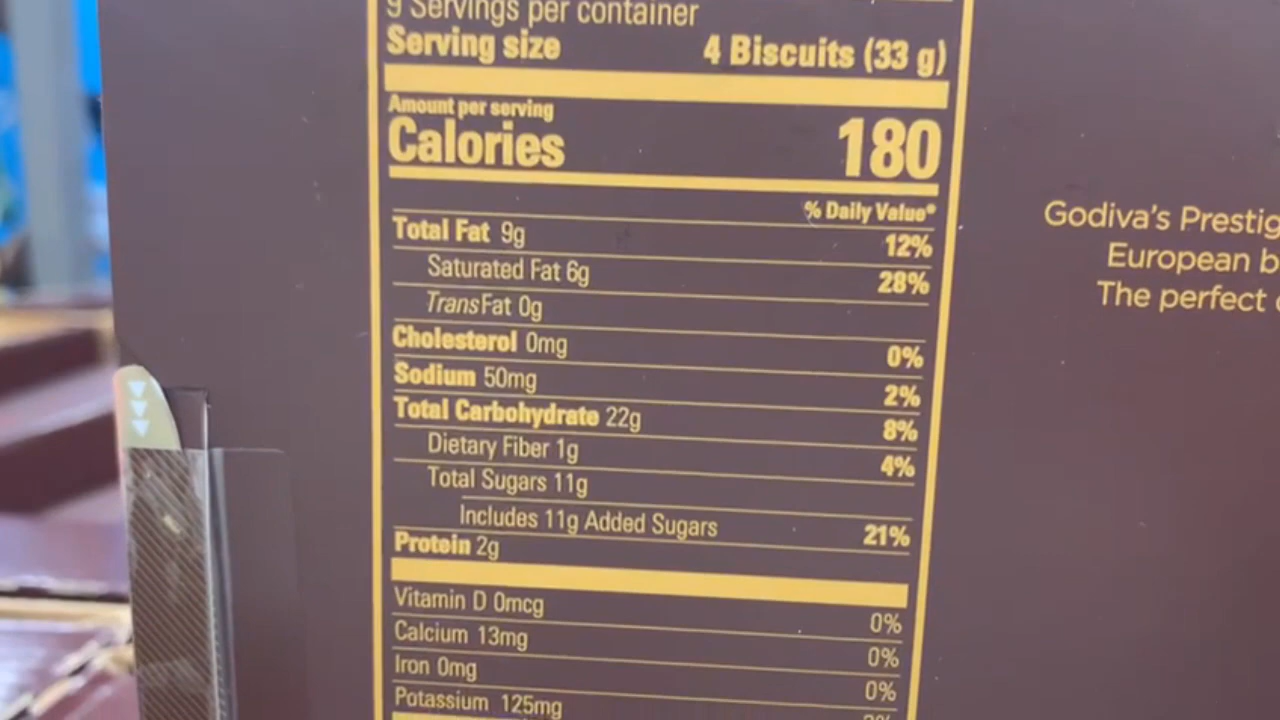 9 Servings per container
Serving size 4 Biscuits (33 g)
Amount per serving
Calories 180
% Daily Value*
Total Fat 9g 12%
Saturated Fat 6g 28%
Trans Fat 0g
Cholesterol 0mg 0%
Sodium 50mg 2%
Total Carbohydrate 22g 8%
Dietary Fiber 1g 4%
Total Sugars 11g
Includes 11g Added Sugars 21%
Protein 2g
Vitamin D 0mcg 0%
Calcium 13mg 0%
Iron 0mg 0%
Potassium 125mg
Godiva's Prestig
European b
The perfect